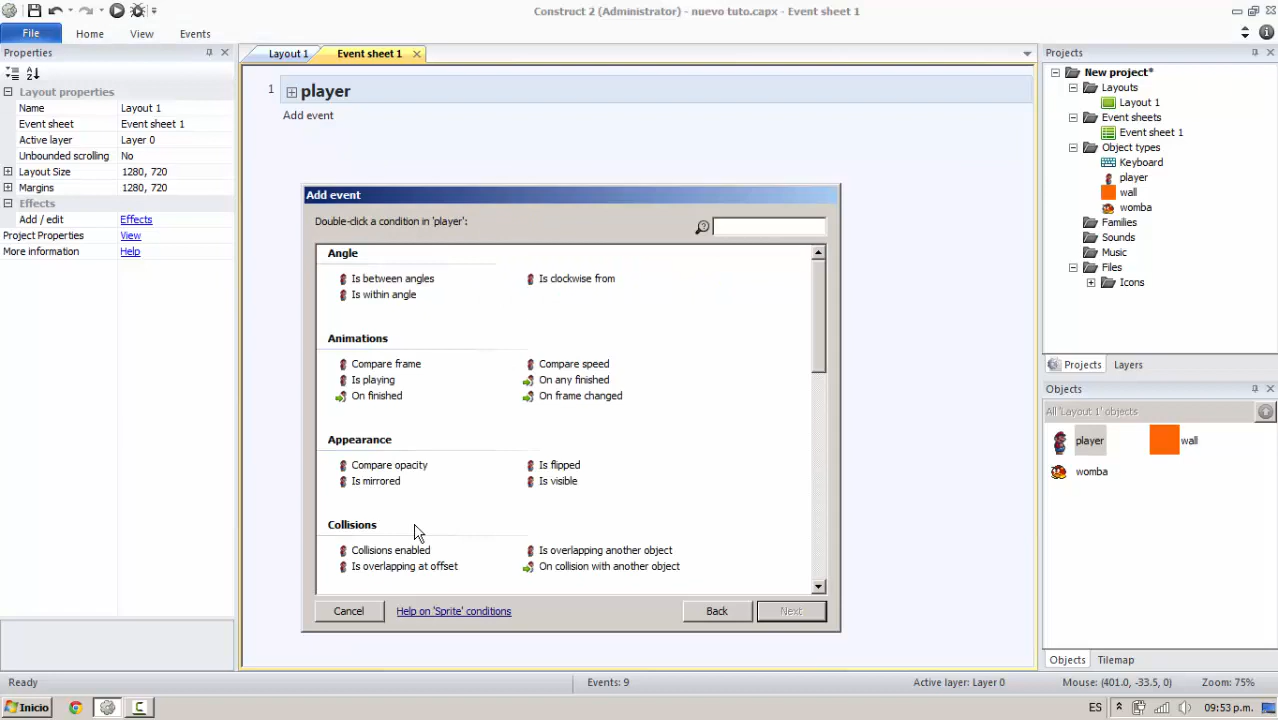 Construct 2 (Administrator) - nuevo tuto.capx - Event sheet 1
File Home View Events
Properties
Layout properties
Name Layout 1
Event sheet Event sheet 1
Active layer Layer 0
Unbounded scrolling No
Layout Size 1280, 720
Margins 1280, 720
Effects
Add / edit Effects
Project Properties View
More information Help
Layout 1 Event sheet 1
1 player
Add event
Add event
Double-click a condition in 'player':
Angle
Is between angles Is clockwise from
Is within angle
Animations
Compare frame Compare speed
Is playing On any finished
On finished On frame changed
Appearance
Compare opacity Is flipped
Is mirrored Is visible
Collisions
Collisions enabled Is overlapping another object
Is overlapping at offset On collision with another object
Cancel Help on 'Sprite' conditions Back Next
Projects
New project*
Layouts
Layout 1
Event sheets
Event sheet 1
Object types
Keyboard
player
wall
womba
Families
Sounds
Music
Files
Icons
Projects Layers
Objects
All 'Layout 1' objects
player wall
womba
Objects Tilemap
Ready Events: 9 Active layer: Layer 0 Mouse: (401.0, -33.5, 0) Zoom: 75%
Inicio ES 09:53 p.m.